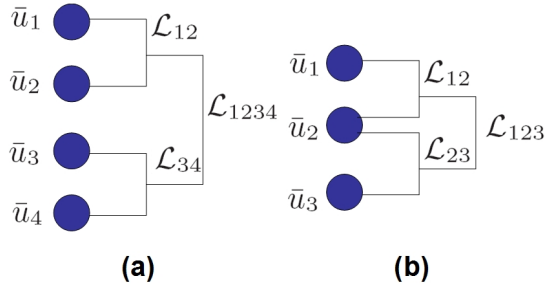 ū₁
ℒ₁₂
ū₂
ℒ₁₂₃₄
ū₃
ℒ₃₄
ū₄
(a)
ū₁
ℒ₁₂
ū₂
ℒ₁₂₃
ℒ₂₃
ū₃
(b)